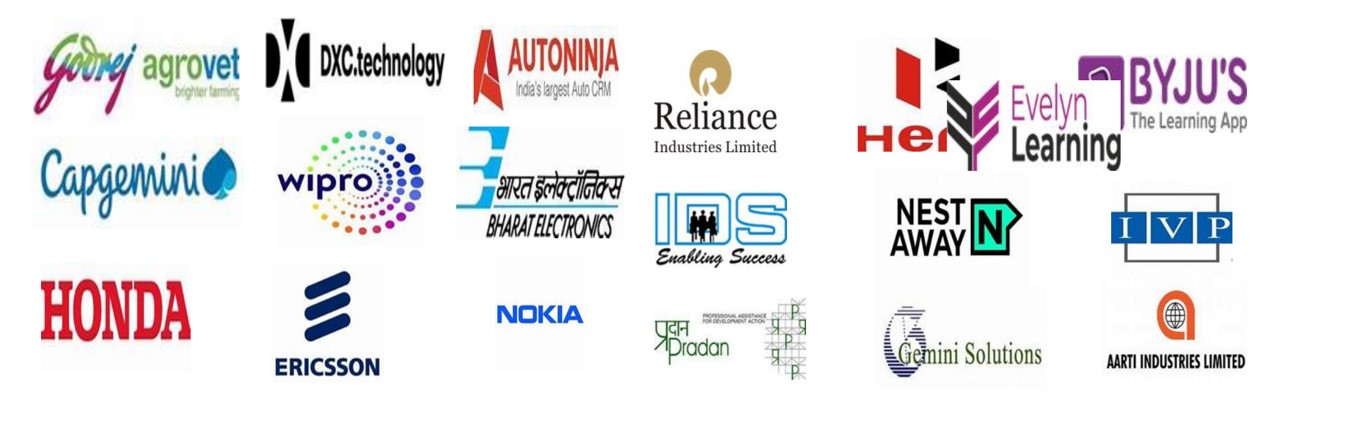 Godrej agrovet
brighter farming
DXC.technology
AUTONINJA
India's largest Auto CRM
Reliance
Industries Limited
Her
Evelyn
Learning
BYJU'S
The Learning App
Capgemini
wipro
भारत इलेक्ट्रॉनिक्स
BHARAT ELECTRONICS
IDS
Enabling Success
NEST
AWAY N
I V P
HONDA
ERICSSON
NOKIA
PROFESSIONAL ASSISTANCE
FOR DEVELOPMENT ACTION
प्रदान
Pradan
P
P
P
P
P
P
Gemini Solutions
AARTI INDUSTRIES LIMITED